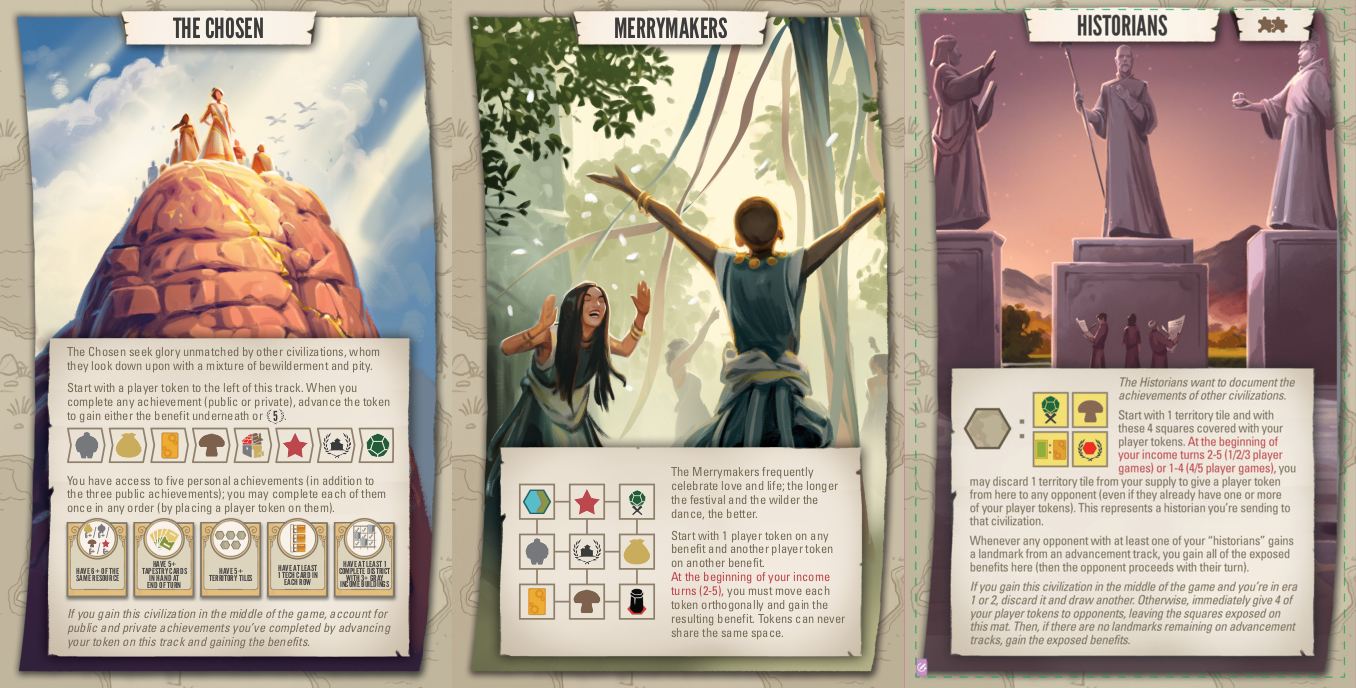 THE CHOSEN
The Chosen seek glory unmatched by other civilizations, whom
they look down upon with a mixture of bewilderment and pity.
Start with a player token to the left of this track. When you
complete any achievement (public or private), advance the token
to gain either the benefit underneath or 5.
You have access to five personal achievements (in addition to
the three public achievements); you may complete each of them
once in any order (by placing a player token on them).
HAVE 6+ OF THE
SAME RESOURCE
HAVE 5+
TAPESTRY CARDS
IN HAND AT
END OF TURN
HAVE 5+
TERRITORY TILES
HAVE AT LEAST
1 TECH CARD IN
EACH ROW
HAVE AT LEAST 1
COMPLETE DISTRICT
WITH 3+ GRAY
INCOME BUILDINGS
If you gain this civilization in the middle of the game, account for
public and private achievements you've completed by advancing
your token on this track and gaining the benefits.
MERRYMAKERS
The Merrymakers frequently
celebrate love and life; the longer
the festival and the wilder the
dance, the better.
Start with 1 player token on any
benefit and another player token
on another benefit.
At the beginning of your income
turns (2-5), you must move each
token orthogonally and gain the
resulting benefit. Tokens can never
share the same space.
HISTORIANS
:
The Historians want to document the
achievements of other civilizations.
Start with 1 territory tile and with
these 4 squares covered with your
player tokens. At the beginning of
your income turns 2-5 (1/2/3 player
games) or 1-4 (4/5 player games), you
may discard 1 territory tile from your supply to give a player token
from here to any opponent (even if they already have one or more
of your player tokens). This represents a historian you're sending to
that civilization.
Whenever any opponent with at least one of your "historians" gains
a landmark from an advancement track, you gain all of the exposed
benefits here (then the opponent proceeds with their turn).
If you gain this civilization in the middle of the game and you're in era
1 or 2, discard it and draw another. Otherwise, immediately give 4 of
your player tokens to opponents, leaving the squares exposed on
this mat. Then, if there are no landmarks remaining on advancement
tracks, gain the exposed benefits.